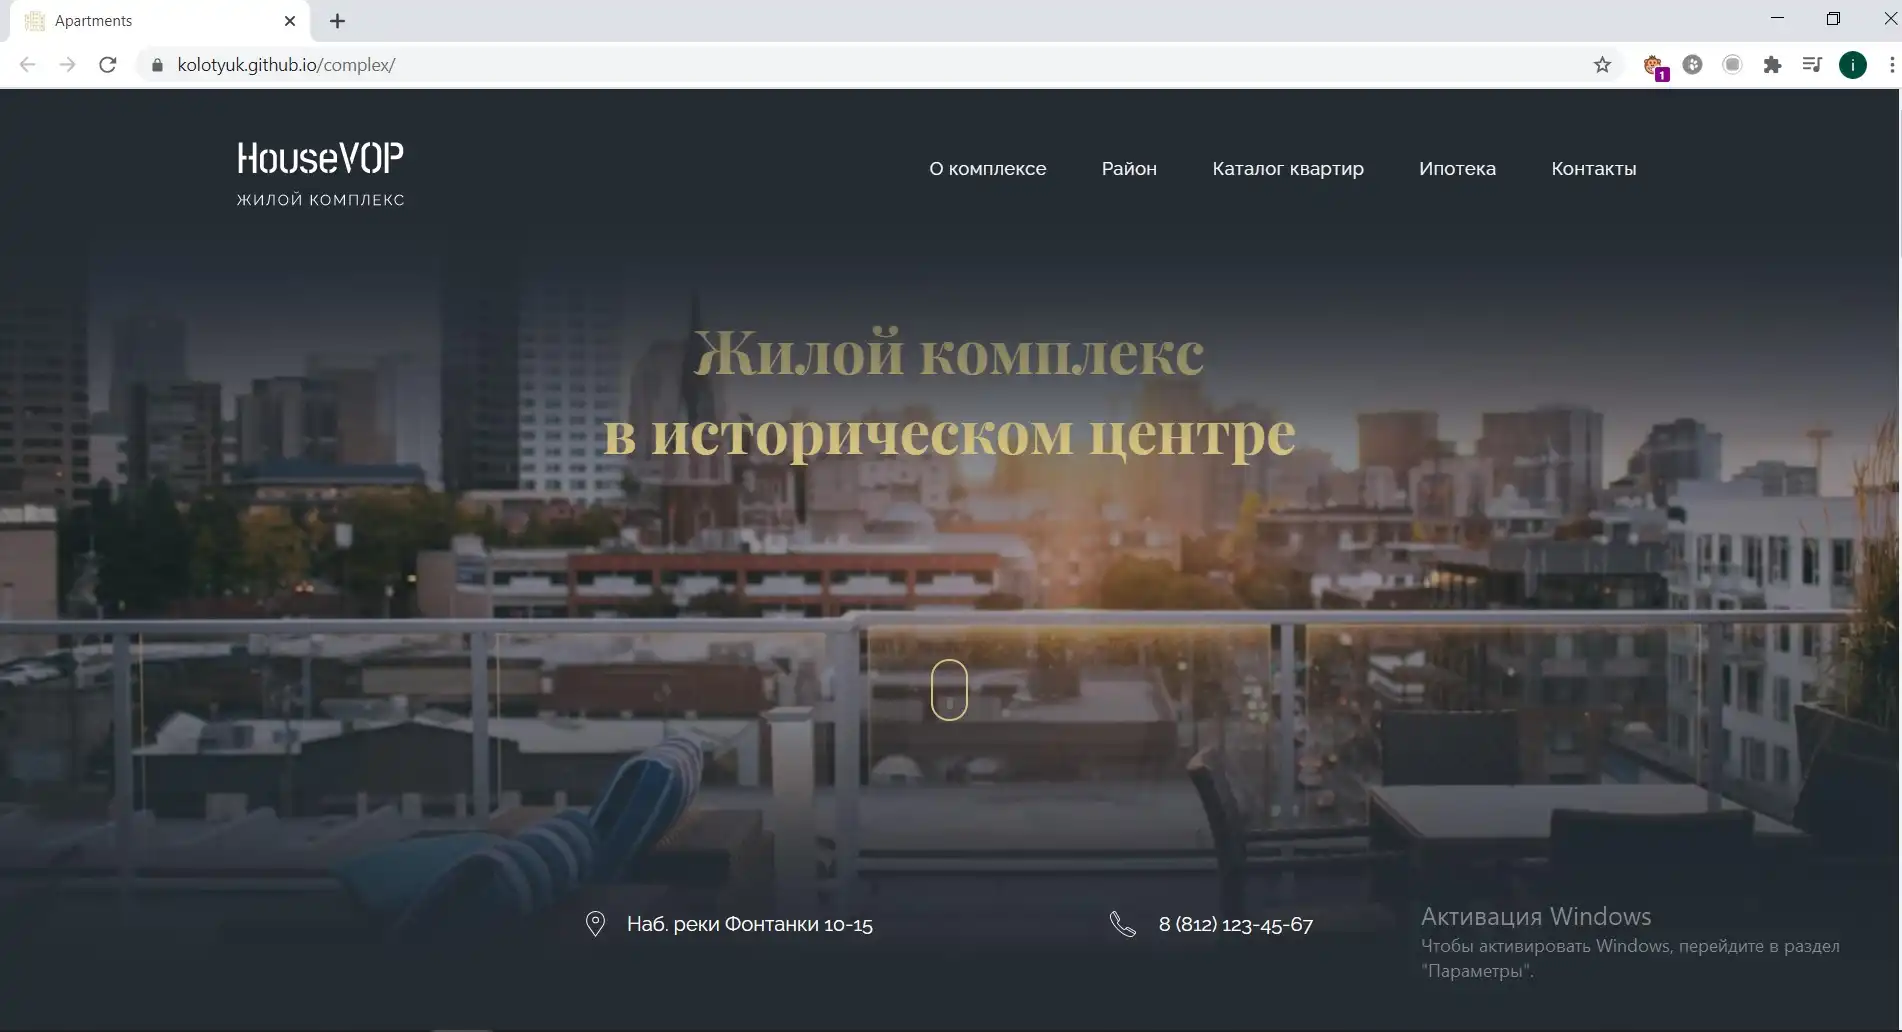 Apartments
kolotyuk.github.io/complex/
1
i
HouseVOP
ЖИЛОЙ КОМПЛЕКС
О комплексе
Район
Каталог квартир
Ипотека
Контакты
Жилой комплекс
в историческом центре
Наб. реки Фонтанки 10-15
8 (812) 123-45-67
Активация Windows
Чтобы активировать Windows, перейдите в раздел
"Параметры".